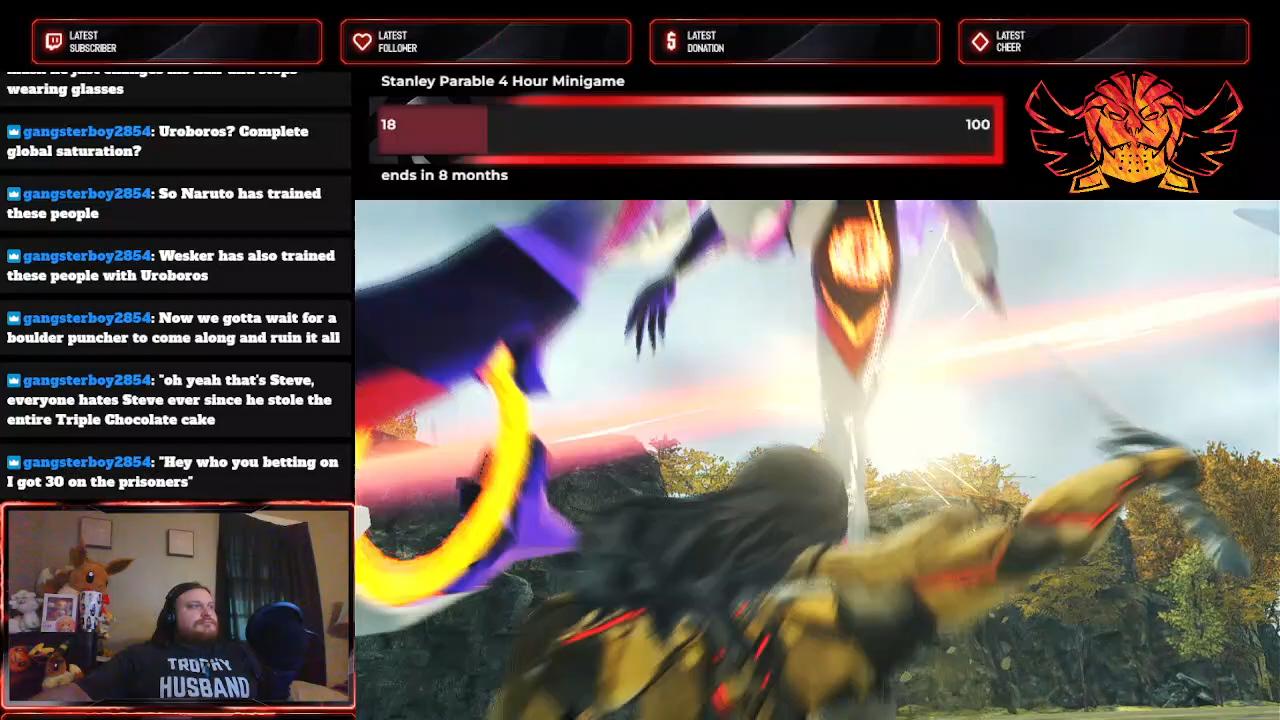 LATEST
SUBSCRIBER
LATEST
FOLLOWER
LATEST
DONATION
LATEST
CHEER
Stanley Parable 4 Hour Minigame
18
100
ends in 8 months
wearing glasses
gangsterboy2854: Uroboros? Complete
global saturation?
gangsterboy2854: So Naruto has trained
these people
gangsterboy2854: Wesker has also trained
these people with Uroboros
gangsterboy2854: Now we gotta wait for a
boulder puncher to come along and ruin it all
gangsterboy2854: "oh yeah that's Steve,
everyone hates Steve ever since he stole the
entire Triple Chocolate cake
gangsterboy2854: "Hey who you betting on
I got 30 on the prisoners"
TROPHY
HUSBAND